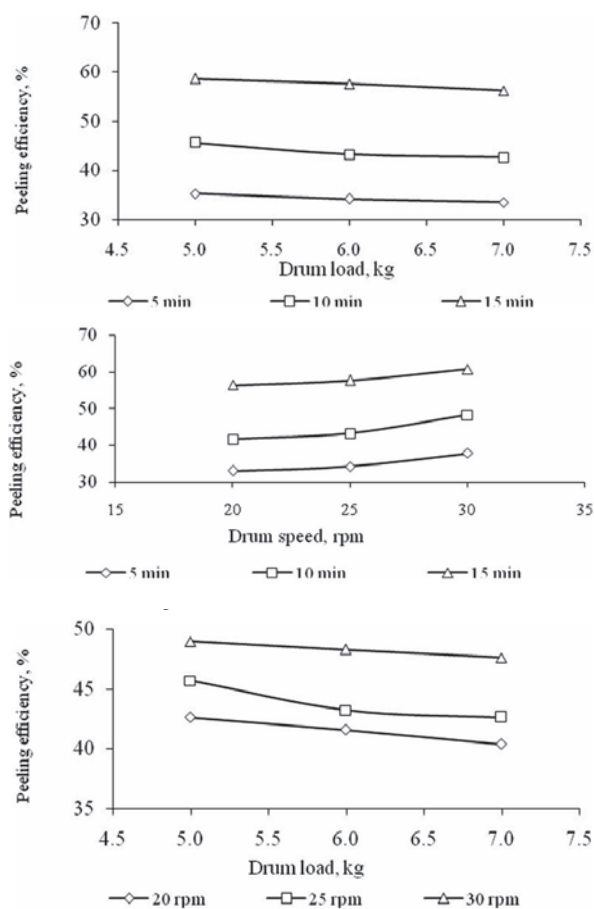 Peeling efficiency, %
70
60
50
40
30
4.5 5.0 5.5 6.0 6.5 7.0 7.5
Drum load, kg
5 min 10 min 15 min
Peeling efficiency, %
70
60
50
40
30
15 20 25 30 35
Drum speed, rpm
5 min 10 min 15 min
Peeling efficiency, %
50
45
40
35
4.5 5.0 5.5 6.0 6.5 7.0 7.5
Drum load, kg
20 rpm 25 rpm 30 rpm